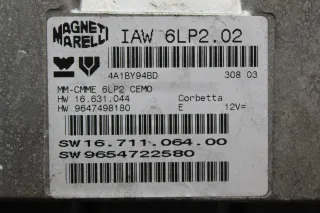 MAGNETI MARELLI
IAW 6LP2.02
4A1BY94BD 308 03
MM-CMME 6LP2 CEMO
HW 16.631.044 Corbetta
HW 9647498180 E 12V=
SW16.711.064.00
SW9654722580